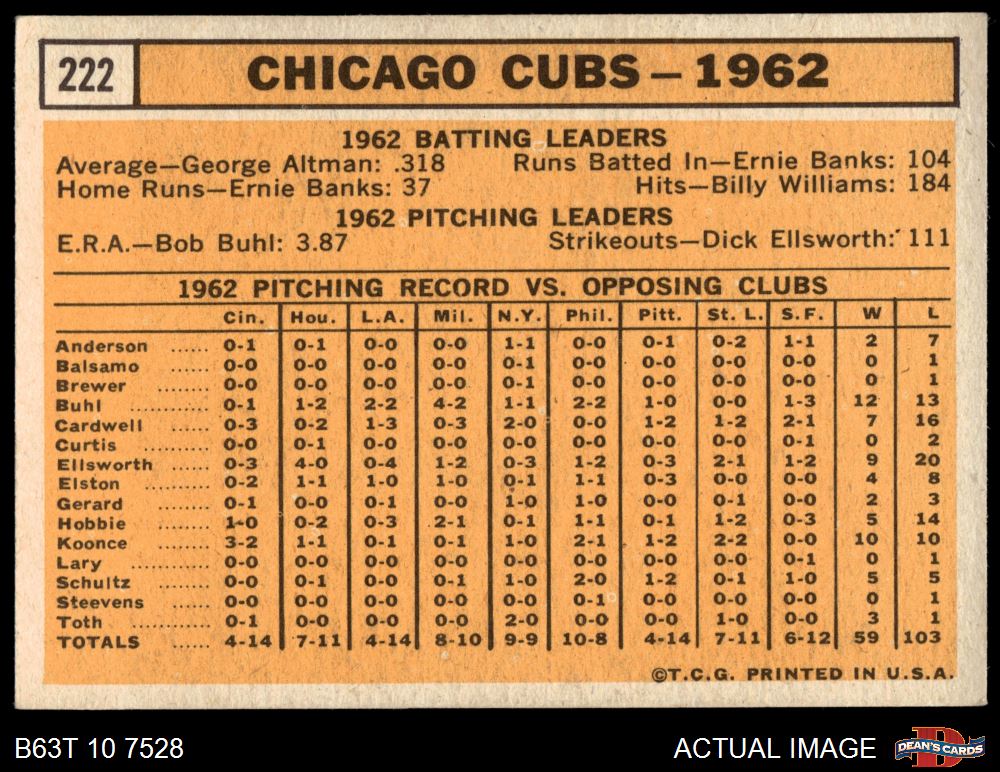 222 CHICAGO CUBS – 1962
1962 BATTING LEADERS
Average—George Altman: .318 Runs Batted In—Ernie Banks: 104
Home Runs—Ernie Banks: 37 Hits—Billy Williams: 184
1962 PITCHING LEADERS
E.R.A.—Bob Buhl: 3.87 Strikeouts—Dick Ellsworth: 111
1962 PITCHING RECORD VS. OPPOSING CLUBS
Cin. Hou. L.A. Mil. N.Y. Phil. Pitt. St. L. S.F. W L
Anderson ...... 0-1 0-1 0-0 0-0 1-1 0-0 0-1 0-2 1-1 2 7
Balsamo ...... 0-0 0-0 0-0 0-0 0-1 0-0 0-0 0-0 0-0 0 1
Brewer ........ 0-0 0-0 0-0 0-0 0-1 0-0 0-0 0-0 0-0 0 1
Buhl ............ 0-1 1-2 2-2 4-2 1-1 2-2 1-0 0-0 1-3 12 13
Cardwell ...... 0-3 0-2 1-3 0-3 2-0 0-0 1-2 1-2 2-1 7 16
Curtis ........ 0-0 0-1 0-0 0-0 0-0 0-0 0-0 0-1 0-0 0 2
Ellsworth ...... 0-3 4-0 0-4 1-2 0-3 1-2 0-3 2-1 1-2 9 20
Elston .......... 0-2 1-1 1-0 1-0 0-1 1-1 0-3 0-0 0-0 4 8
Gerard ........ 0-1 0-0 0-1 0-0 1-0 1-0 0-0 0-1 0-0 2 3
Hobbie ........ 1-0 0-2 0-3 2-1 0-1 1-1 0-1 1-2 0-3 5 14
Koonce ........ 3-2 1-1 0-1 0-1 1-0 2-1 1-2 2-2 0-0 10 10
Lary ............ 0-0 0-0 0-0 0-0 0-0 0-0 0-0 0-0 0-1 0 1
Schultz ........ 0-0 0-1 0-0 0-1 1-0 2-0 1-2 0-1 1-0 5 5
Steevens ...... 0-0 0-0 0-0 0-0 0-0 0-1 0-0 0-0 0-0 0 1
Toth ............ 0-1 0-0 0-0 0-0 2-0 0-0 0-0 1-0 0-0 3 1
TOTALS ...... 4-14 7-11 4-14 8-10 9-9 10-8 4-14 7-11 6-12 59 103
©T.C.G. PRINTED IN U.S.A.
B63T 10 7528 ACTUAL IMAGE D DEAN'S CARDS